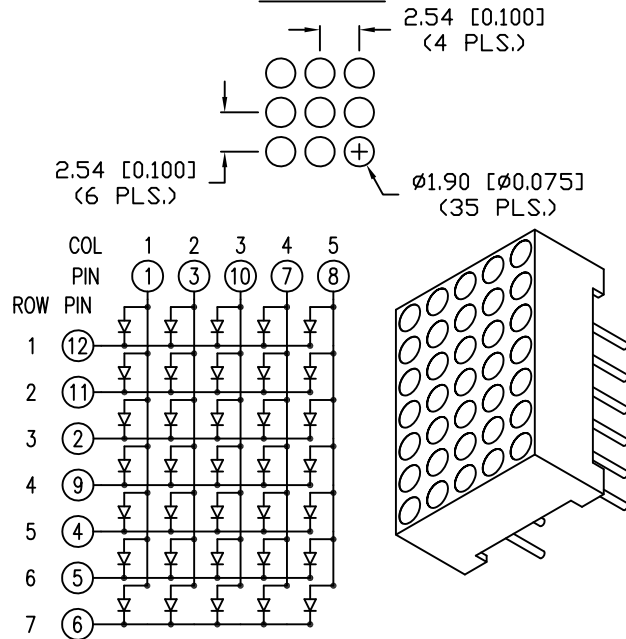 2.54 [0.100]
(4 PLS.)
2.54 [0.100]
(6 PLS.)
Ø1.90 [Ø0.075]
(35 PLS.)
COL 1 2 3 4 5
PIN 1 3 10 7 8
ROW PIN
1 12
2 11
3 2
4 9
5 4
6 5
7 6